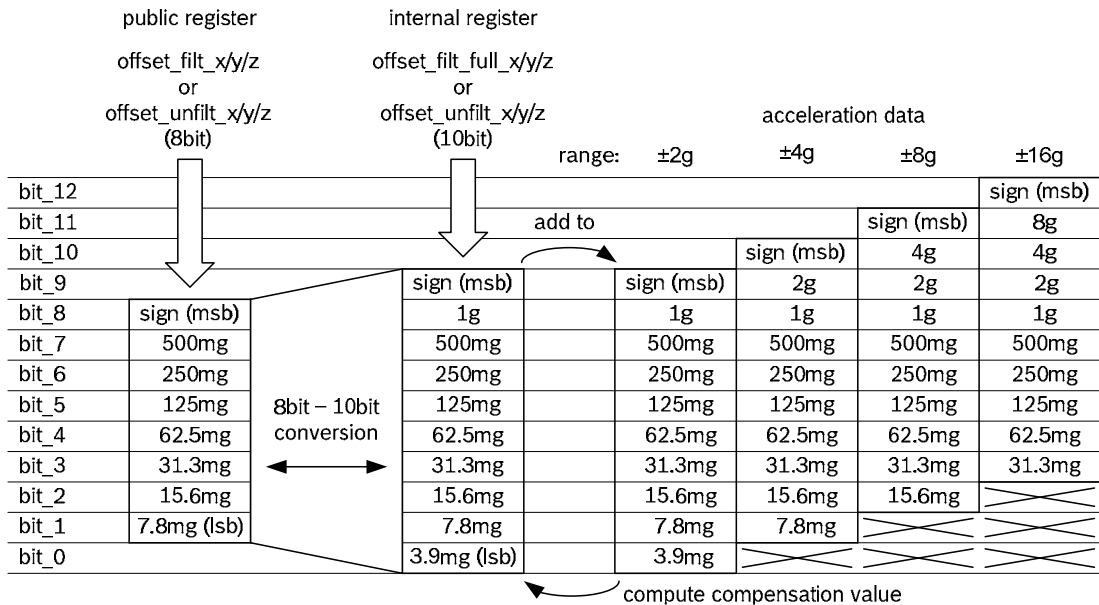 public register internal register
offset_filt_x/y/z offset_filt_full_x/y/z
or or
offset_unfilt_x/y/z offset_unfilt_x/y/z
(8bit) (10bit) acceleration data
range: ±2g ±4g ±8g ±16g
bit_12 sign (msb)
bit_11 add to sign (msb) 8g
bit_10 sign (msb) 4g 4g
bit_9 sign (msb) sign (msb) 2g 2g 2g
bit_8 sign (msb) 1g 1g 1g 1g 1g
bit_7 500mg 500mg 500mg 500mg 500mg 500mg
bit_6 250mg 250mg 250mg 250mg 250mg 250mg
bit_5 125mg 125mg 125mg 125mg 125mg 125mg
8bit – 10bit
bit_4 62.5mg conversion 62.5mg 62.5mg 62.5mg 62.5mg 62.5mg
bit_3 31.3mg 31.3mg 31.3mg 31.3mg 31.3mg 31.3mg
bit_2 15.6mg 15.6mg 15.6mg 15.6mg 15.6mg
bit_1 7.8mg (lsb) 7.8mg 7.8mg 7.8mg
bit_0 3.9mg (lsb) 3.9mg
compute compensation value